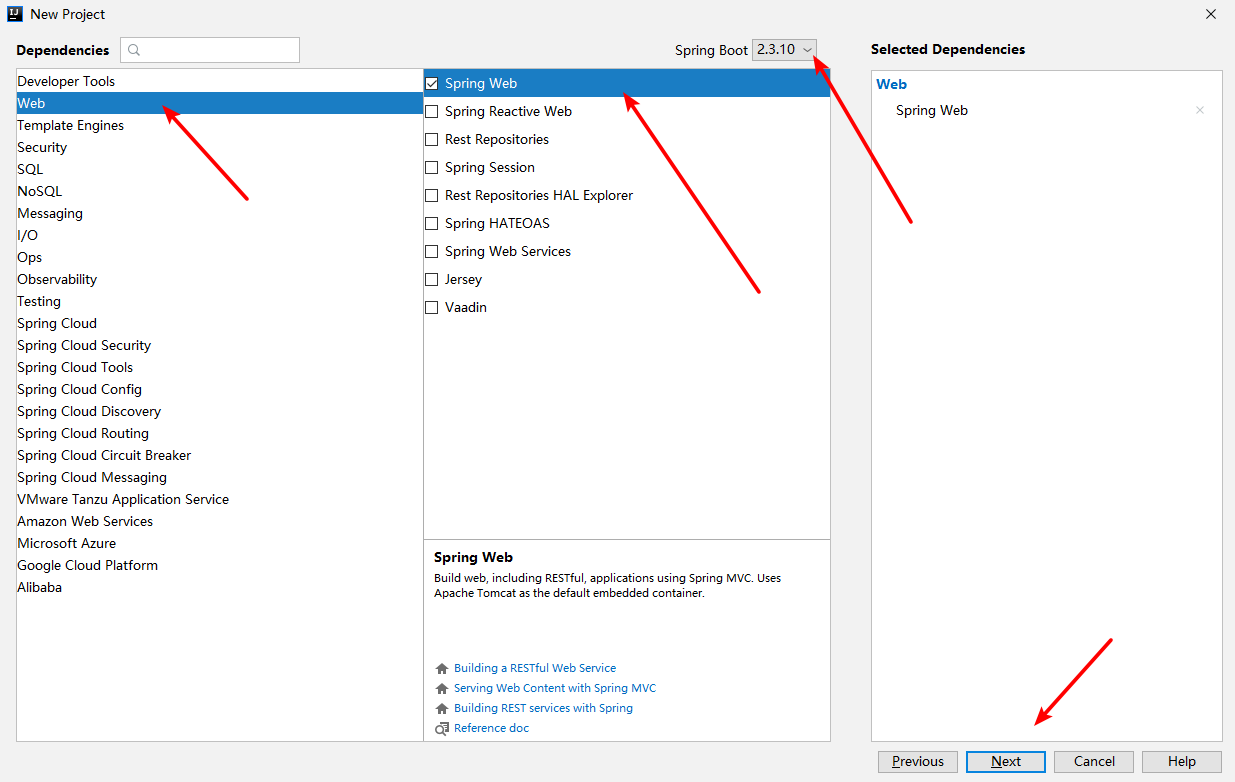 New Project
Dependencies
Spring Boot 2.3.10
Selected Dependencies
Developer Tools
Web
Template Engines
Security
SQL
NoSQL
Messaging
I/O
Ops
Observability
Testing
Spring Cloud
Spring Cloud Security
Spring Cloud Tools
Spring Cloud Config
Spring Cloud Discovery
Spring Cloud Routing
Spring Cloud Circuit Breaker
Spring Cloud Messaging
VMware Tanzu Application Service
Amazon Web Services
Microsoft Azure
Google Cloud Platform
Alibaba
Spring Web
Spring Reactive Web
Rest Repositories
Spring Session
Rest Repositories HAL Explorer
Spring HATEOAS
Spring Web Services
Jersey
Vaadin
Spring Web
Build web, including RESTful, applications using Spring MVC. Uses
Apache Tomcat as the default embedded container.
Building a RESTful Web Service
Serving Web Content with Spring MVC
Building REST services with Spring
Reference doc
Web
Spring Web
Previous
Next
Cancel
Help